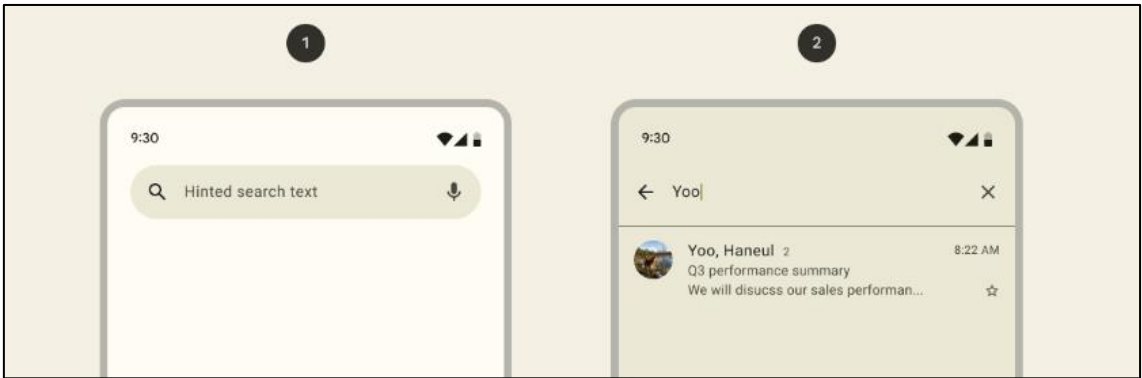 1
9:30
Hinted search text
2
9:30
Yoo
Yoo, Haneul 2 8:22 AM
Q3 performance summary
We will disucss our sales performan...